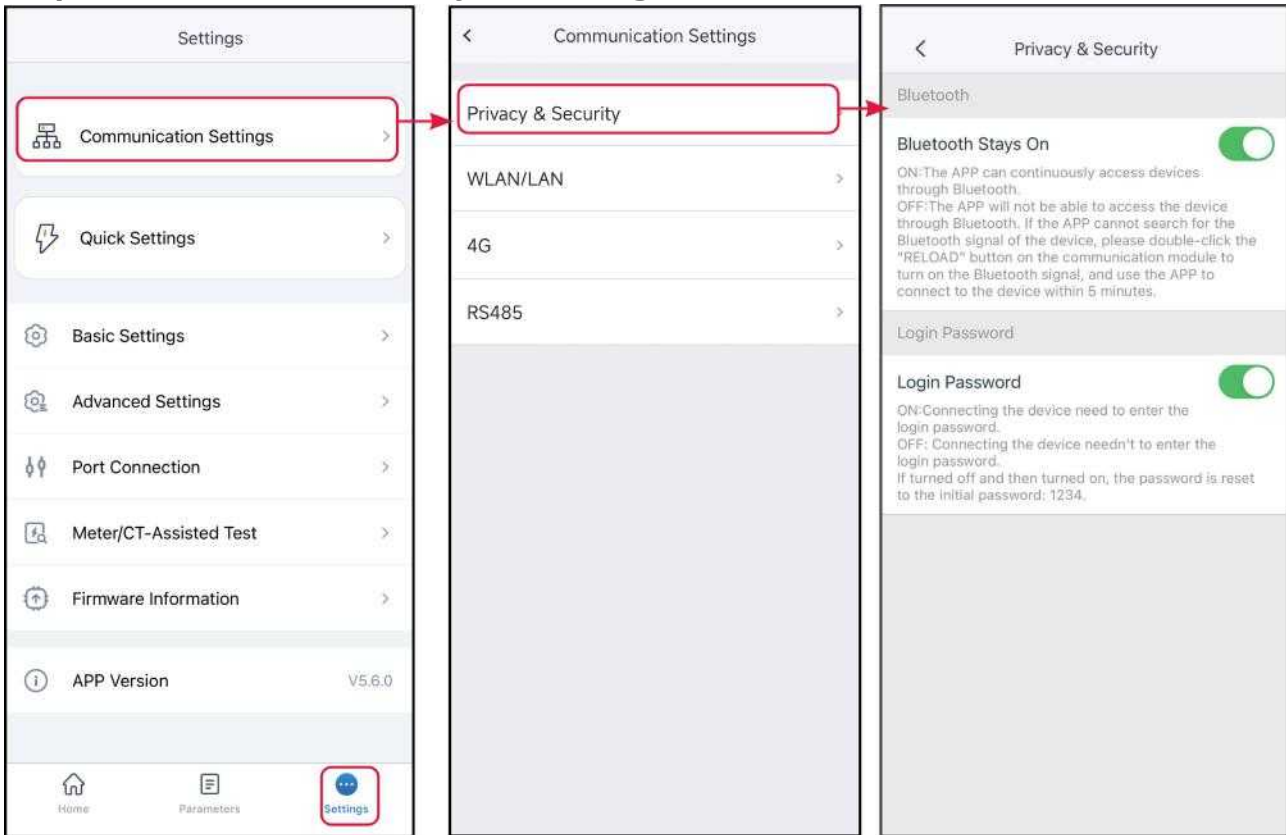 Settings
Communication Settings
Quick Settings
Basic Settings
Advanced Settings
Port Connection
Meter/CT-Assisted Test
Firmware Information
APP Version V5.6.0
Home Parameters Settings
Communication Settings
Privacy & Security
WLAN/LAN
4G
RS485
Privacy & Security
Bluetooth
Bluetooth Stays On
ON:The APP can continuously access devices
through Bluetooth.
OFF:The APP will not be able to access the device
through Bluetooth. If the APP cannot search for the
Bluetooth signal of the device, please double-click the
"RELOAD" button on the communication module to
turn on the Bluetooth signal, and use the APP to
connect to the device within 5 minutes.
Login Password
Login Password
ON:Connecting the device need to enter the
login password.
OFF: Connecting the device needn't to enter the
login password.
If turned off and then turned on, the password is reset
to the initial password: 1234.